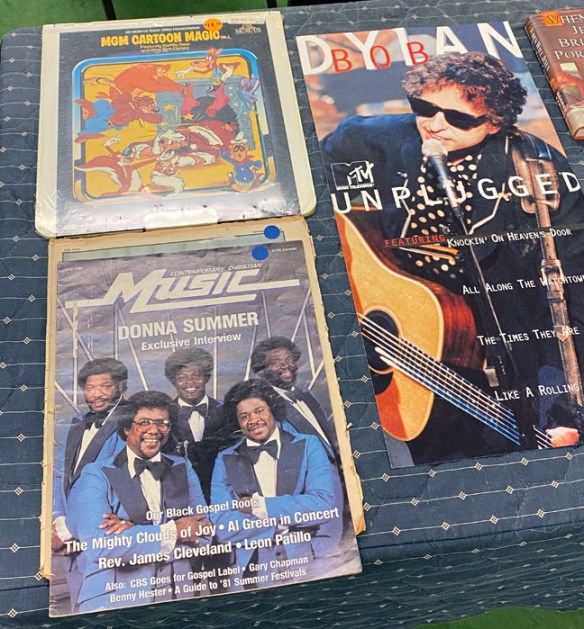 MGM CARTOON MAGIC
CONTEMPORARY CHRISTIAN
Music
DONNA SUMMER
Exclusive Interview
Our Black Gospel Roots
The Mighty Clouds of Joy • Al Green in Concert
Rev. James Cleveland • Leon Patillo
Also: CBS Goes for Gospel Label • Gary Chapman
Benny Hester • A Guide to '81 Summer Festivals
DYLAN
BOB
MTV
MUSIC TELEVISION
UNPLUGGED
FEATURING KNOCKIN' ON HEAVEN'S DOOR
ALL ALONG THE WATCHTOW
THE TIMES THEY ARE
LIKE A ROLLING